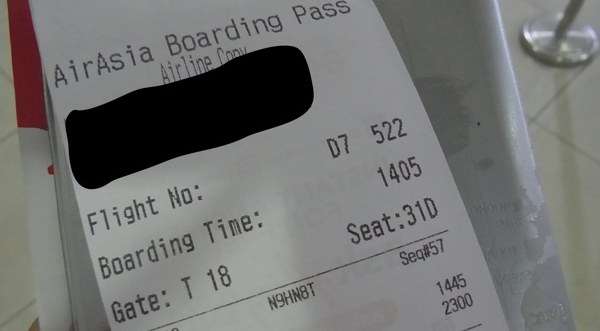 AirAsia Boarding Pass
Airline Copy
Flight No: D7 522
Boarding Time: 1405
Gate: T 18 Seat:31D
Seq#57
N9HN8T 1445
2300